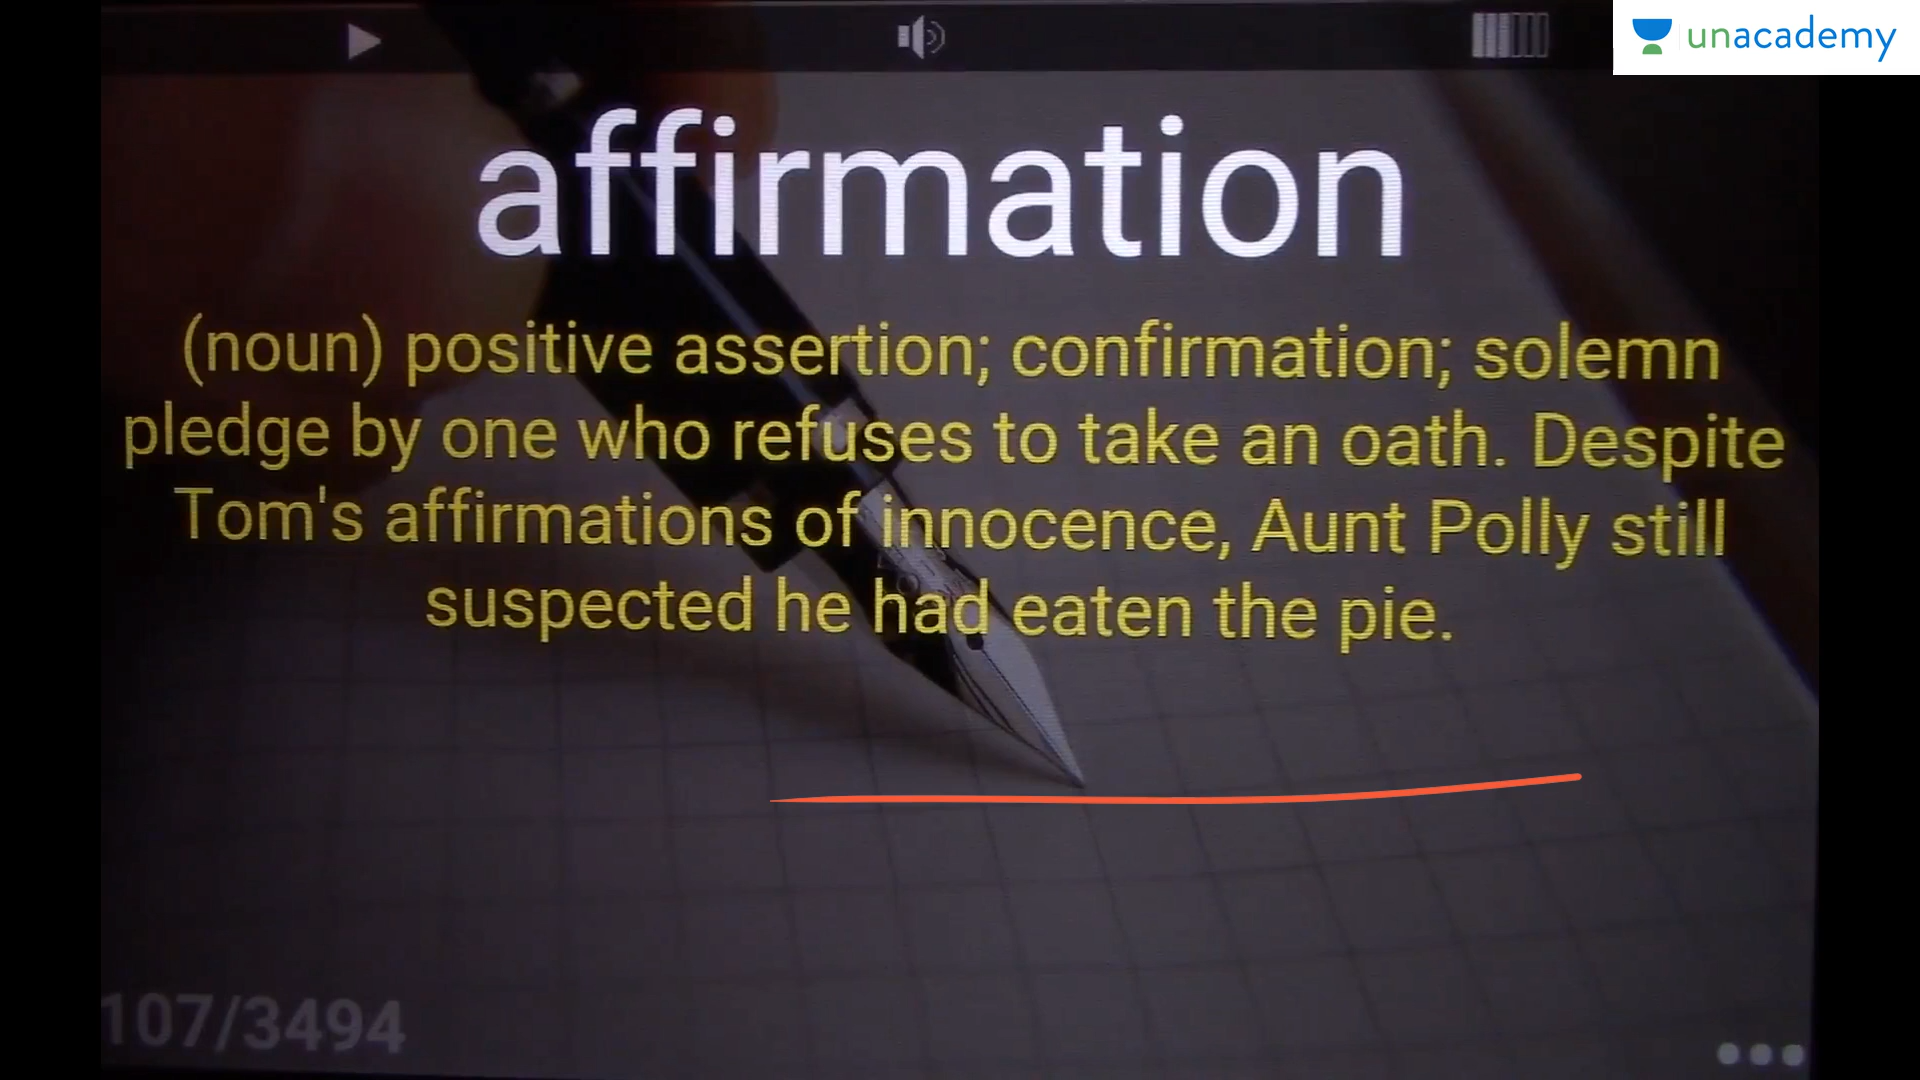 unacademy
affirmation
(noun) positive assertion; confirmation; solemn
pledge by one who refuses to take an oath. Despite
Tom's affirmations of innocence, Aunt Polly still
suspected he had eaten the pie.
107/3494